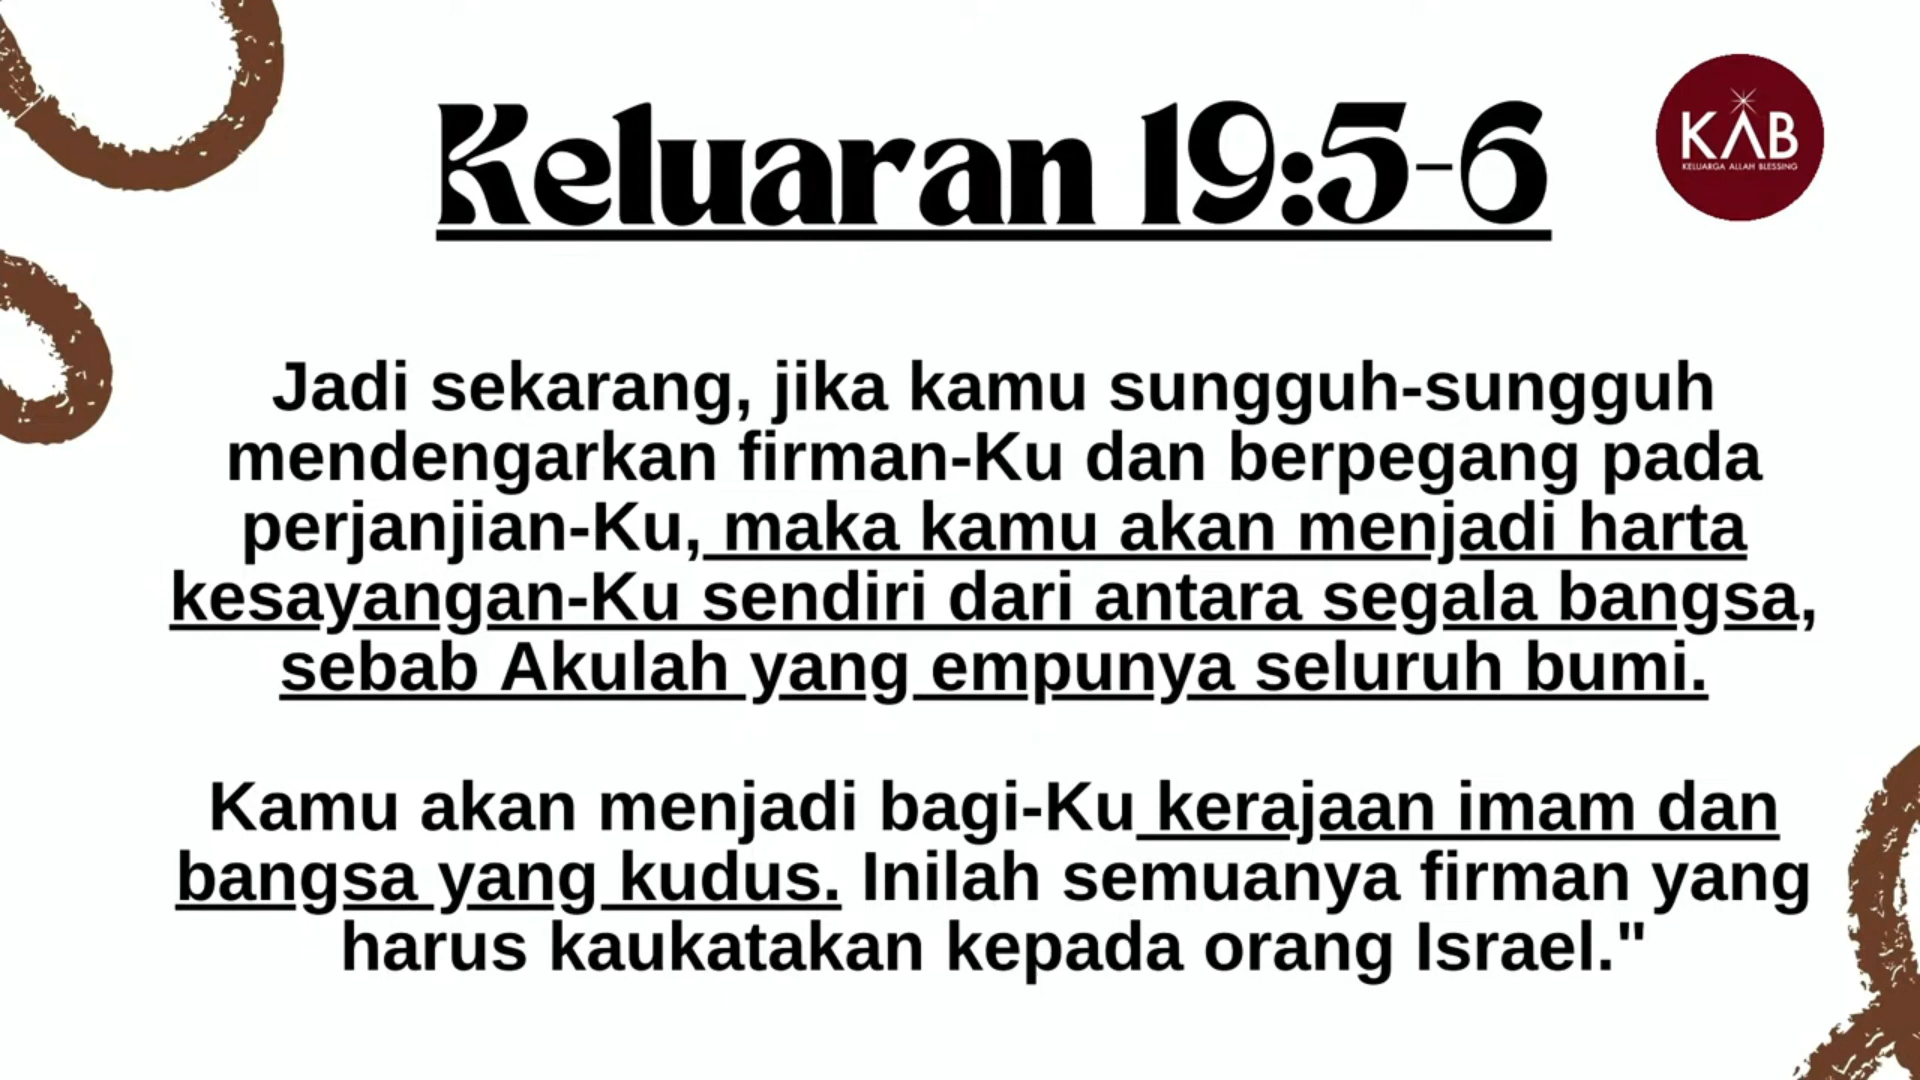 Keluaran 19:5-6
KAB
KELUARGA ALLAH BLESSING
Jadi sekarang, jika kamu sungguh-sungguh
mendengarkan firman-Ku dan berpegang pada
perjanjian-Ku, maka kamu akan menjadi harta
kesayangan-Ku sendiri dari antara segala bangsa,
sebab Akulah yang empunya seluruh bumi.
Kamu akan menjadi bagi-Ku kerajaan imam dan
bangsa yang kudus. Inilah semuanya firman yang
harus kaukatakan kepada orang Israel."